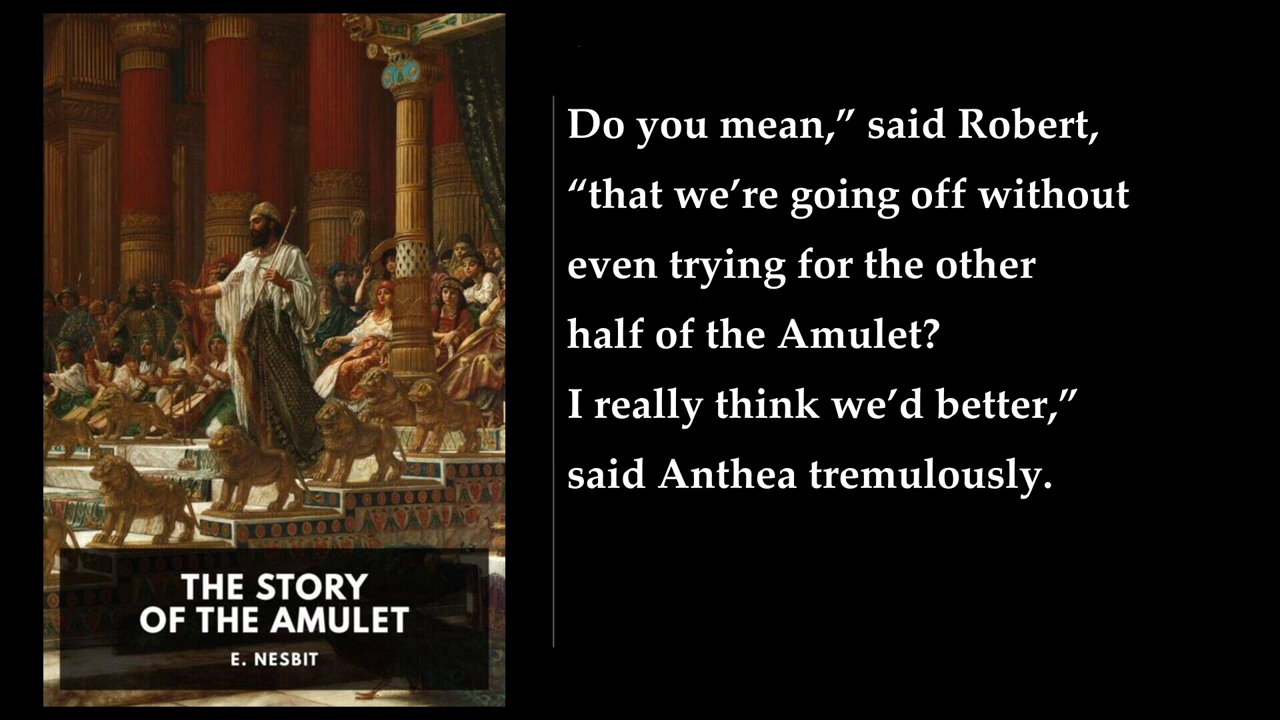 THE STORY
OF THE AMULET
E. NESBIT
Do you mean,” said Robert,
“that we’re going off without
even trying for the other
half of the Amulet?
I really think we’d better,”
said Anthea tremulously.